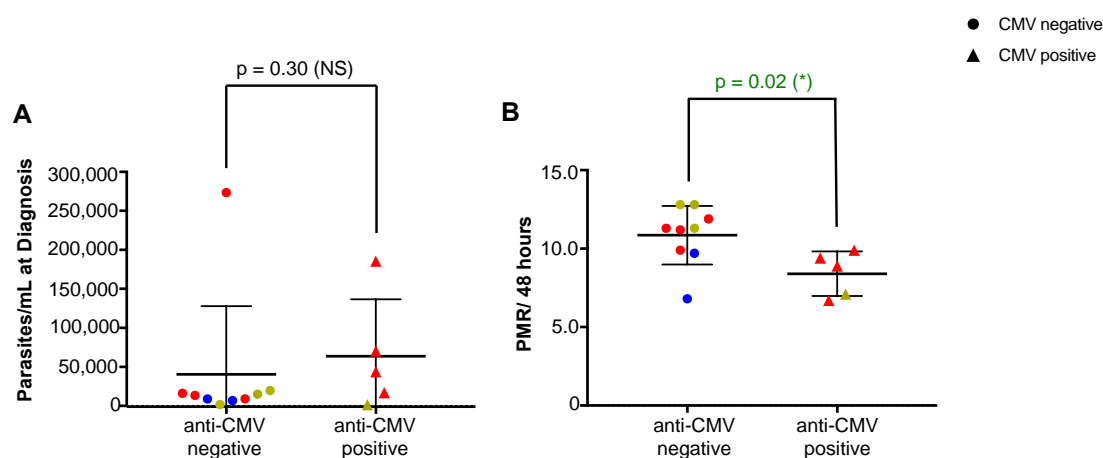 CMV negative
CMV positive
p = 0.30 (NS)
A
Parasites/mL at Diagnosis
300,000
250,000
200,000
150,000
100,000
50,000
0
anti-CMV
negative
anti-CMV
positive
p = 0.02 (*)
B
PMR/ 48 hours
15.0
10.0
5.0
0.0
anti-CMV
negative
anti-CMV
positive